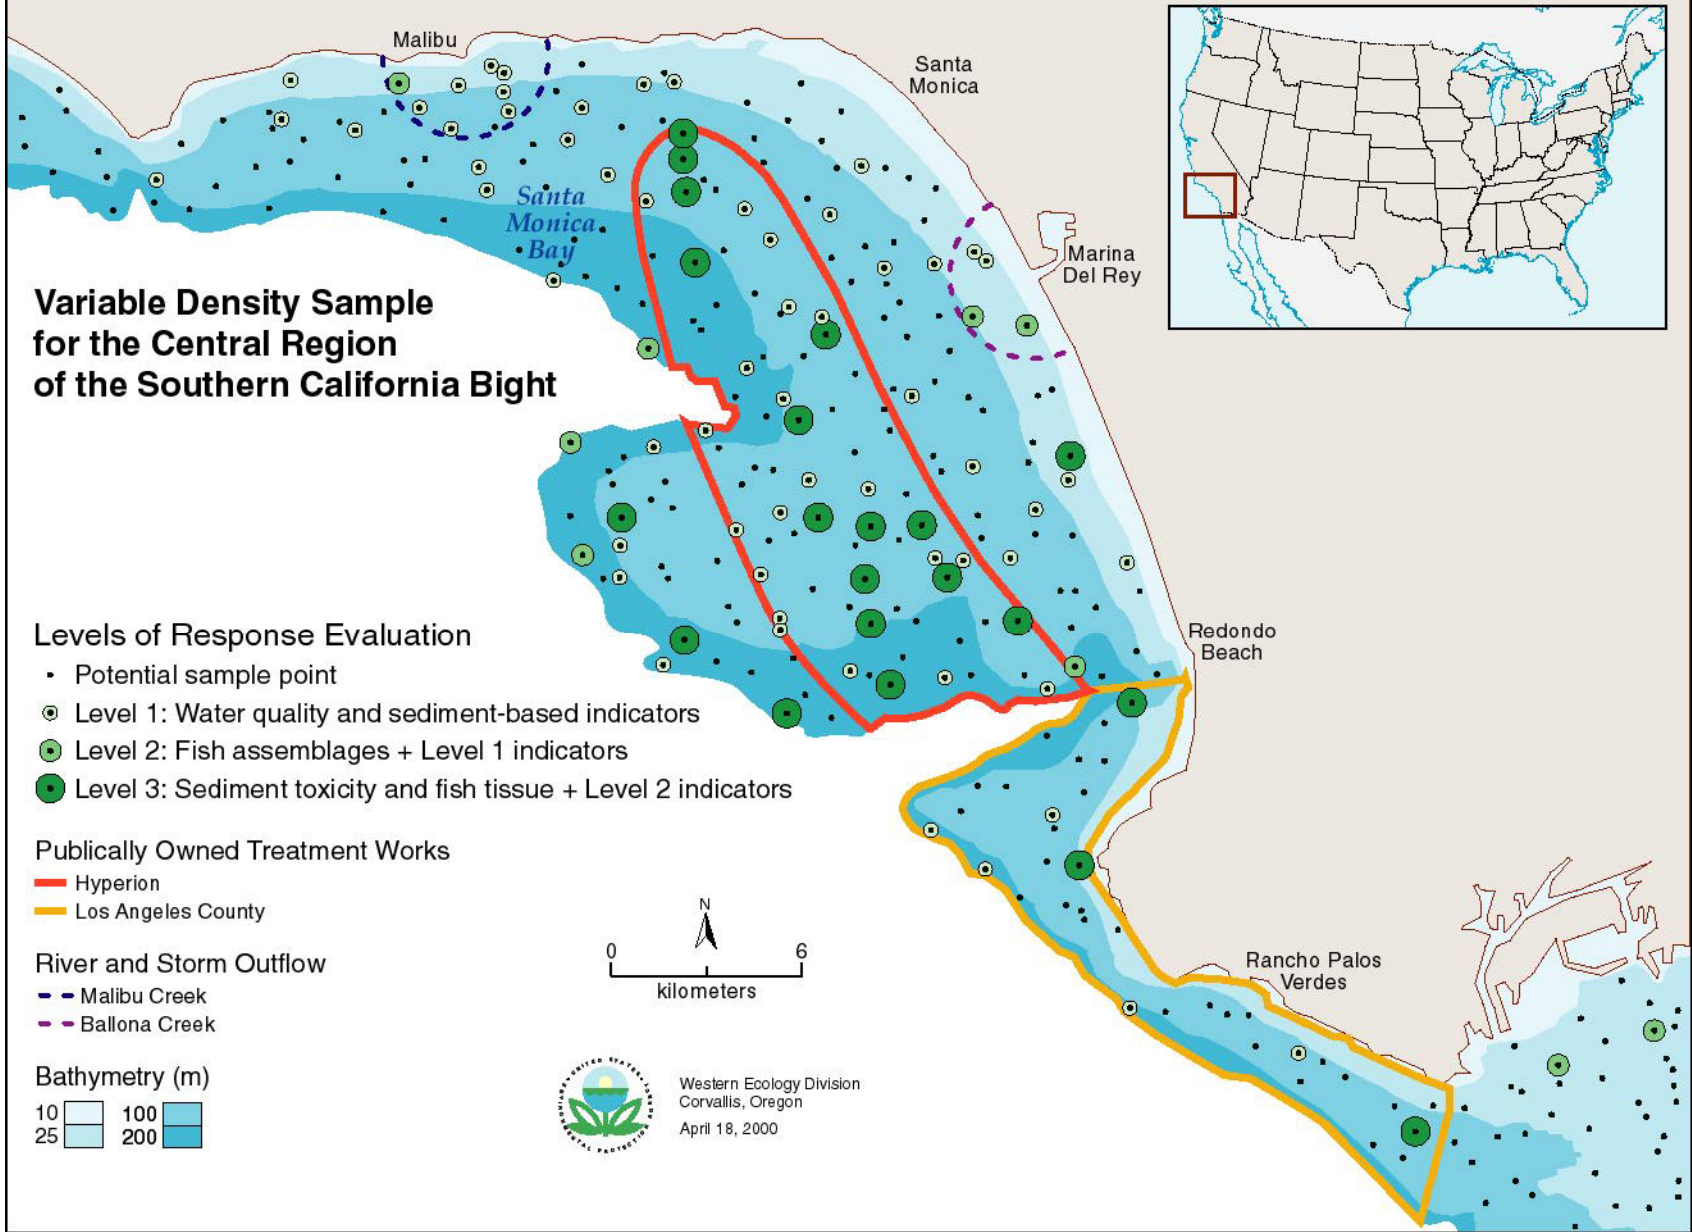 Malibu
Santa
Monica
Santa
Monica
Bay
Marina
Del Rey
Variable Density Sample
for the Central Region
of the Southern California Bight
Levels of Response Evaluation
Potential sample point
Level 1: Water quality and sediment-based indicators
Level 2: Fish assemblages + Level 1 indicators
Level 3: Sediment toxicity and fish tissue + Level 2 indicators
Redondo
Beach
Publically Owned Treatment Works
Hyperion
Los Angeles County
River and Storm Outflow
Malibu Creek
Ballona Creek
N
0 6
kilometers
Rancho Palos
Verdes
Bathymetry (m)
10 100
25 200
UNITED STATES
PROTECTION
Western Ecology Division
Corvallis, Oregon
April 18, 2000